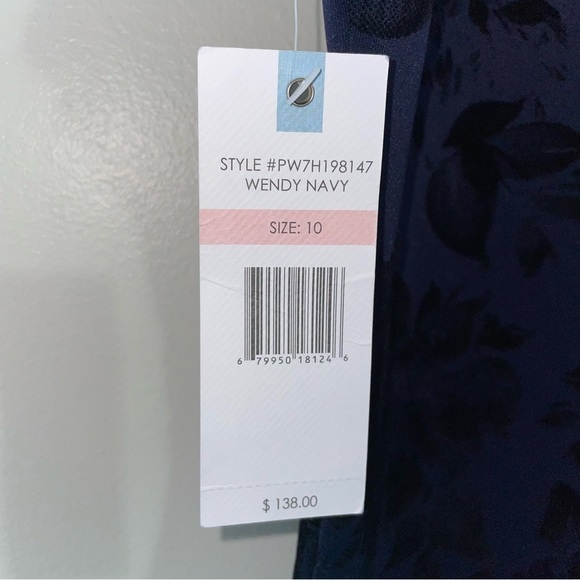 STYLE #PW7H198147
WENDY NAVY
SIZE: 10
6 79950 18124 6
$ 138.00